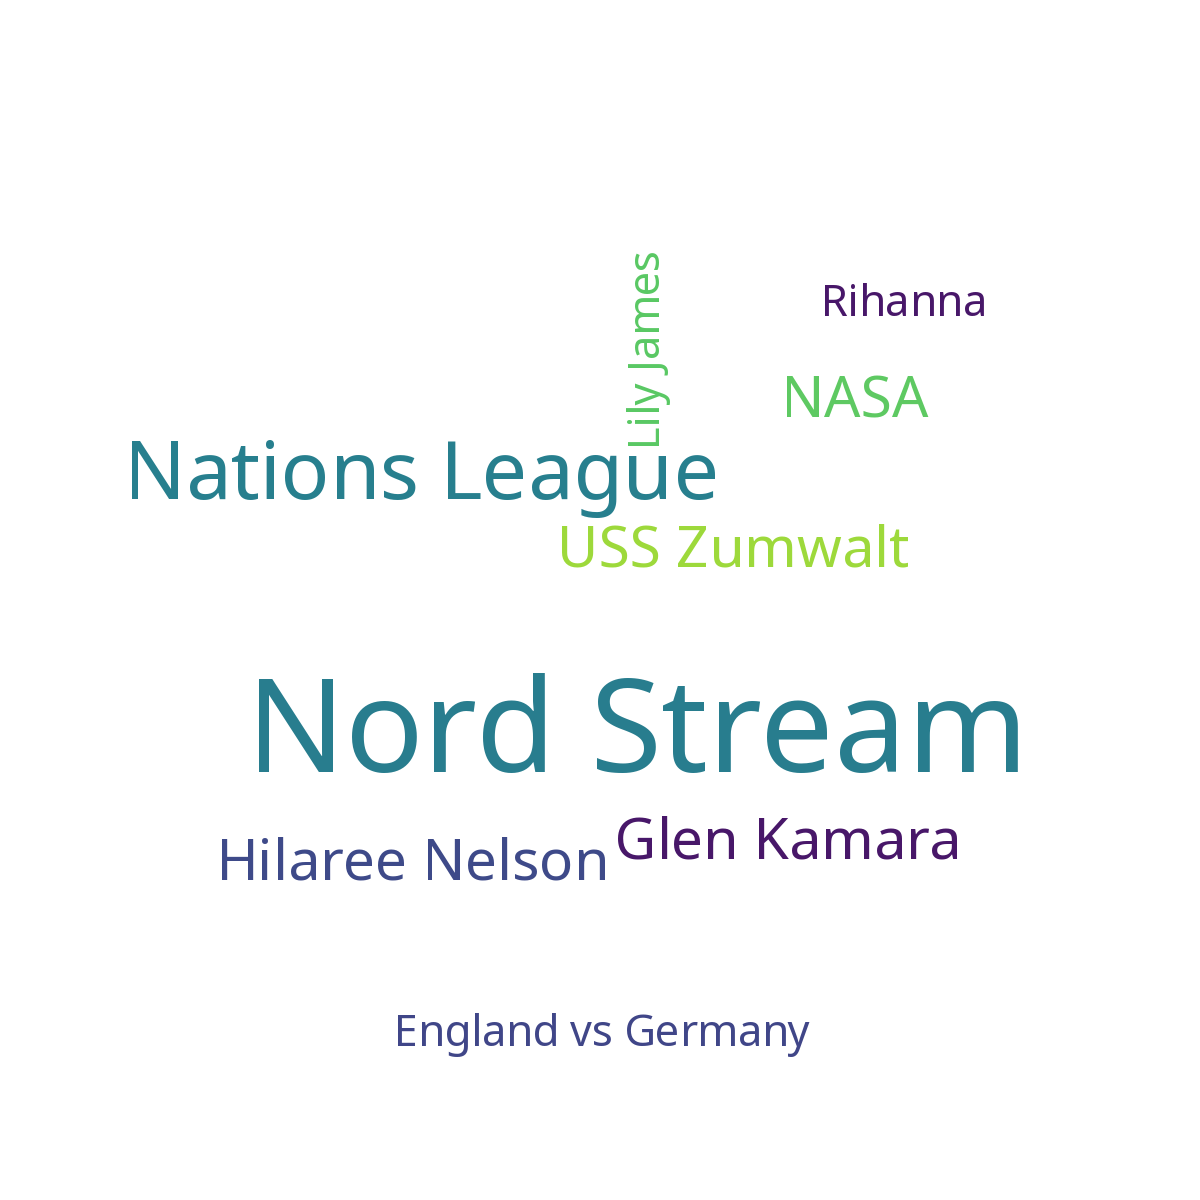 Lily James
Rihanna
NASA
Nations League
USS Zumwalt
Nord Stream
Glen Kamara
Hilaree Nelson
England vs Germany